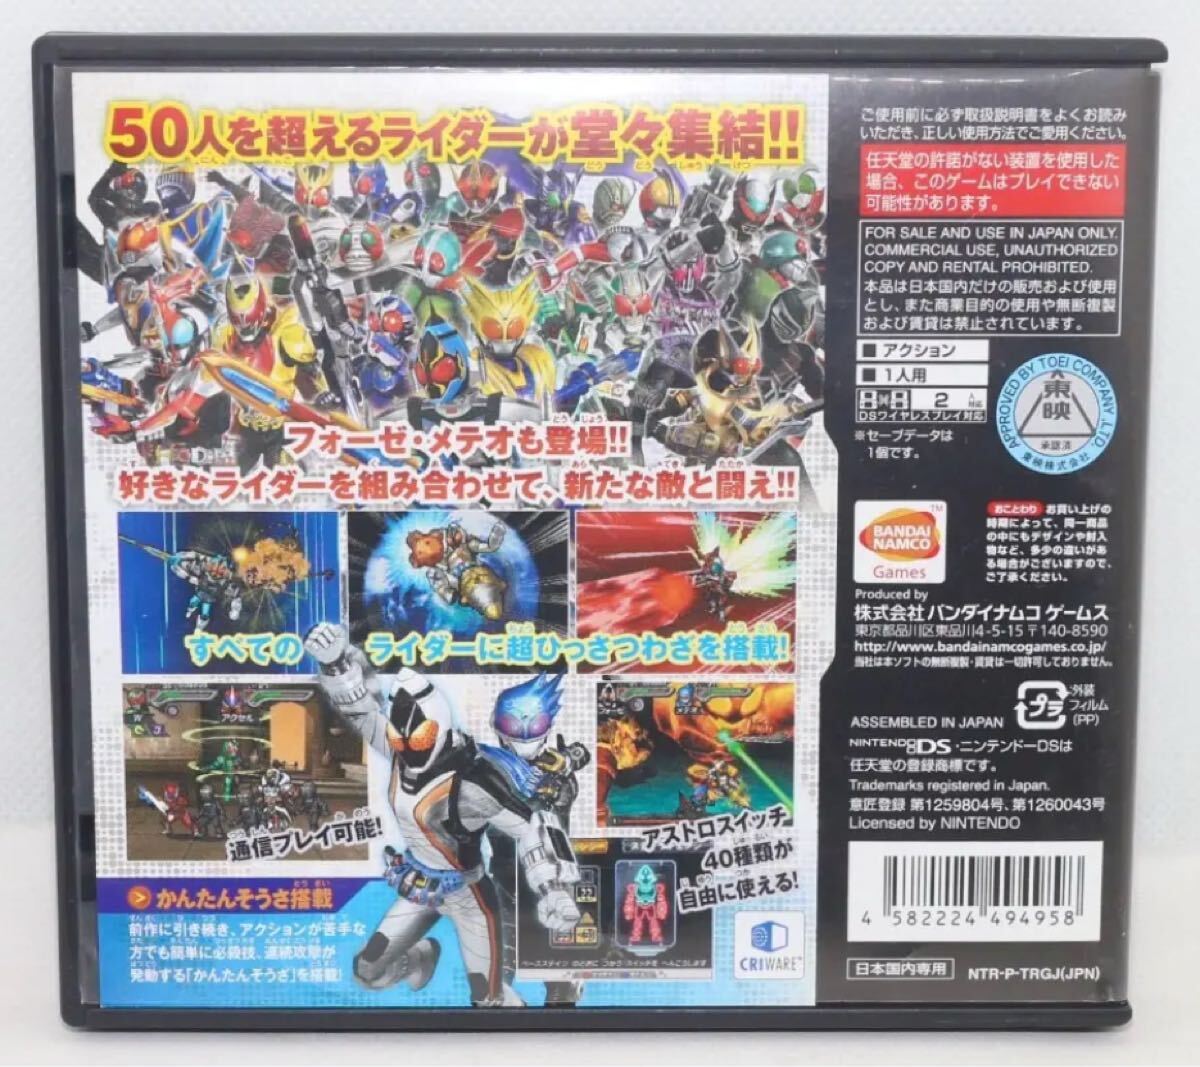 50人を超えるライダーが堂々集結!!
フォーゼ・メテオも登場!!
好きなライダーを組み合わせて、新たな敵と闘え!!
すべてのライダーに超ひっさつわざを搭載!
W
アクセル
通信プレイ可能!
アストロスイッチ
40種類が
自由に使える!
ベースステイツ
かんたんそうさ搭載
前作に引き続き、アクションが苦手な
方でも簡単に必殺技、連続攻撃が
発動する「かんたんそうさ」を搭載!
CRIWARE™
ご使用前に必ず取扱説明書をよくお読み
いただき、正しい使用方法でご愛用ください。
任天堂の許諾がない装置を使用した
場合、このゲームはプレイできない
可能性があります。
FOR SALE AND USE IN JAPAN ONLY.
COMMERCIAL USE, UNAUTHORIZED
COPY AND RENTAL PROHIBITED.
本品は日本国内だけの販売および使用
とし、また商業目的の使用や無断複製
および賃貸は禁止されています。
■ アクション
■ 1人用
2人対応
DSワイヤレスプレイ対応
※セーブデータは
1個です。
APPROVED BY TOEI COMPANY, LTD.
東映
承認済
東映株式会社
BANDAI
NAMCO
Games
™
おことわり お買い上げの
時期によって、同一商品
の中にもデザインや封入
物など、多少の違いがあ
る場合がございますので、
ご了承ください。
Produced by
株式会社 バンダイナムコ ゲームス
東京都品川区東品川4-5-15 〒140-8590
http://www.bandainamcogames.co.jp/
当社は本ソフトの無断複製・賃貸は一切許可しておりません。
ASSEMBLED IN JAPAN
プラ
外装
フィルム
(PP)
NINTENDO DS・ニンテンドーDSは
任天堂の登録商標です。
Trademarks registered in Japan.
意匠登録 第1259804号、第1260043号
Licensed by NINTENDO
4 582224 494958
日本国内専用
NTR-P-TRGJ(JPN)